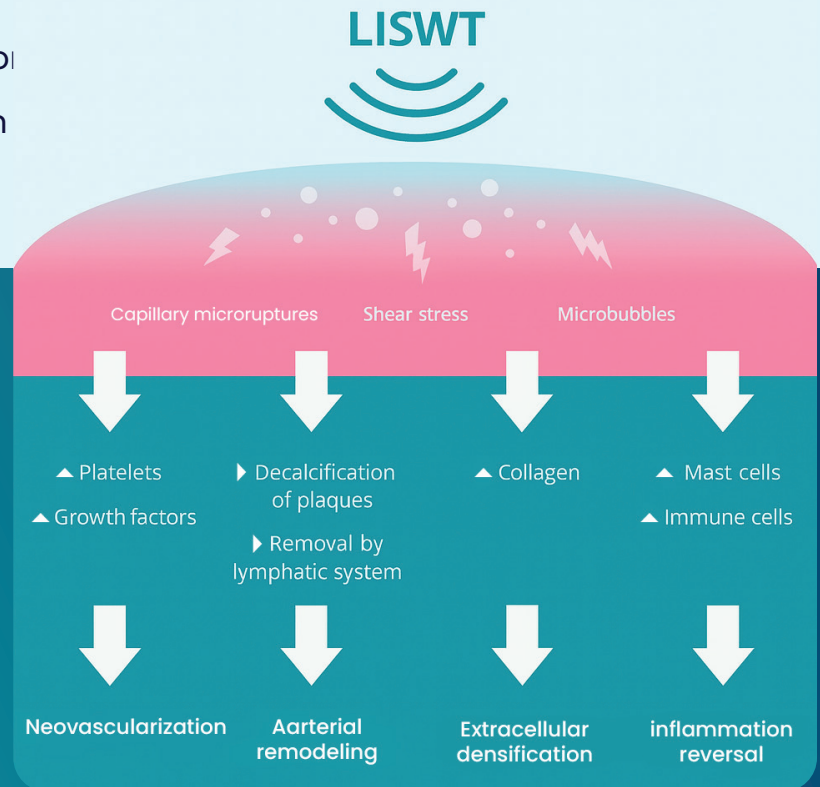 LISWT
Capillary microruptures
Shear stress
Microbubbles
Platelets
Growth factors
Decalcification
of plaques
Removal by
lymphatic system
Collagen
Mast cells
Immune cells
Neovascularization
Aarterial
remodeling
Extracellular
densification
inflammation
reversal